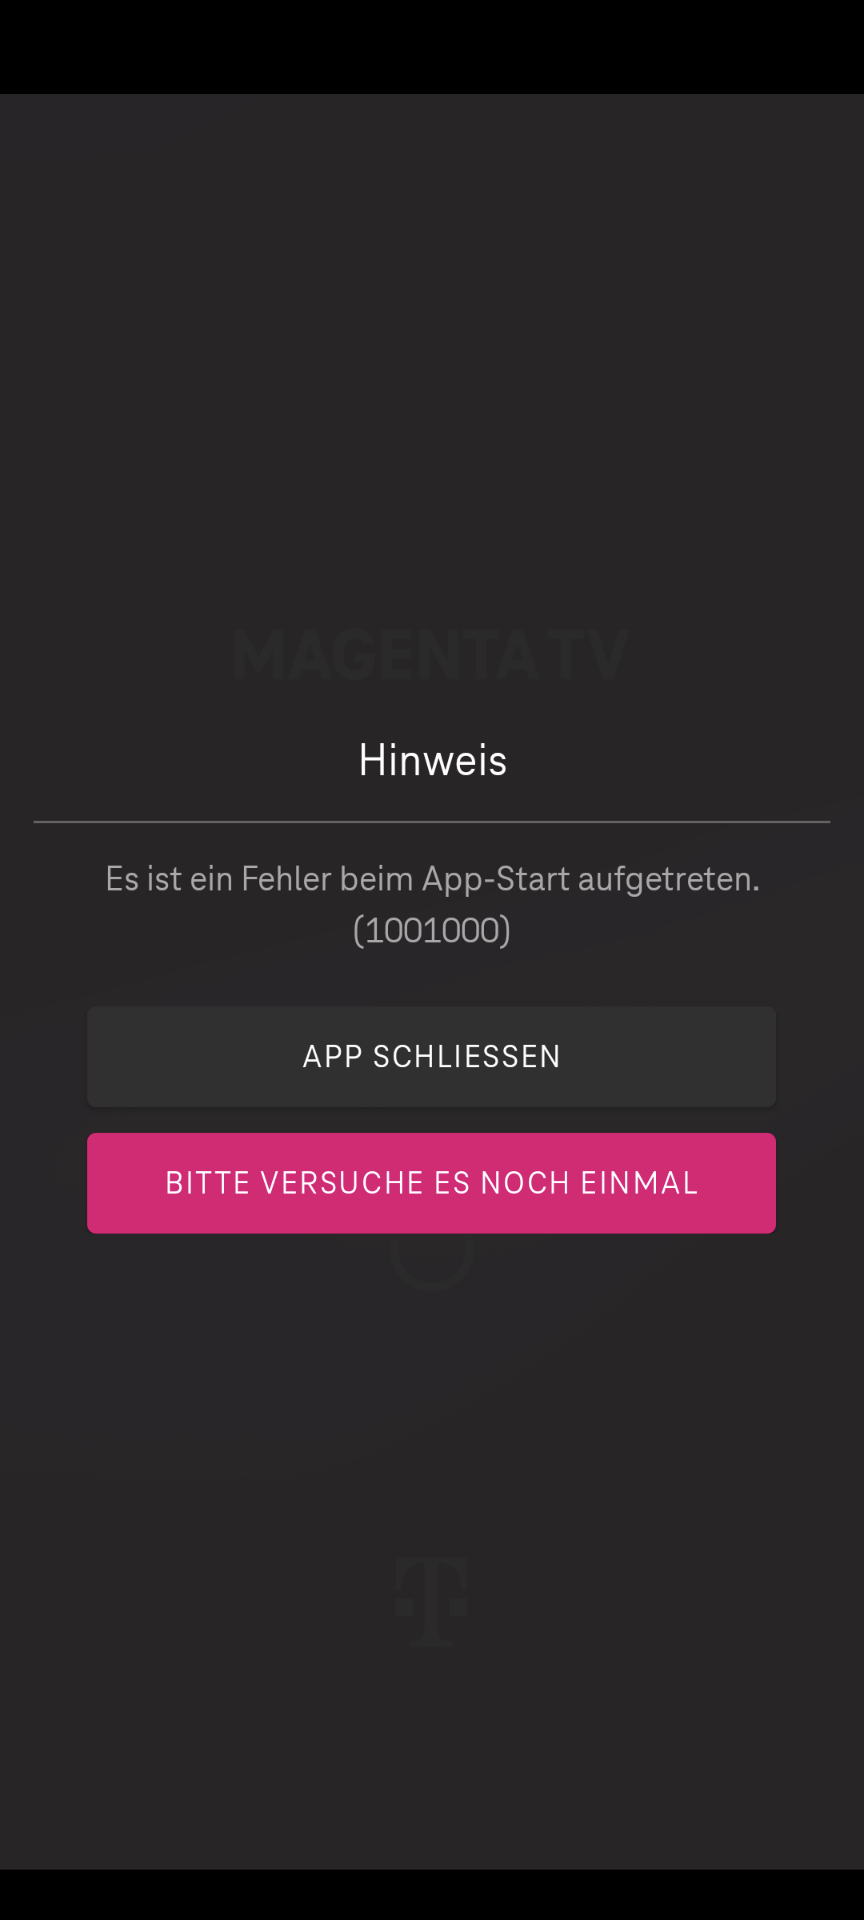 MAGENTA TV
Hinweis
Es ist ein Fehler beim App-Start aufgetreten.
(1001000)
APP SCHLIESSEN
BITTE VERSUCHE ES NOCH EINMAL
T